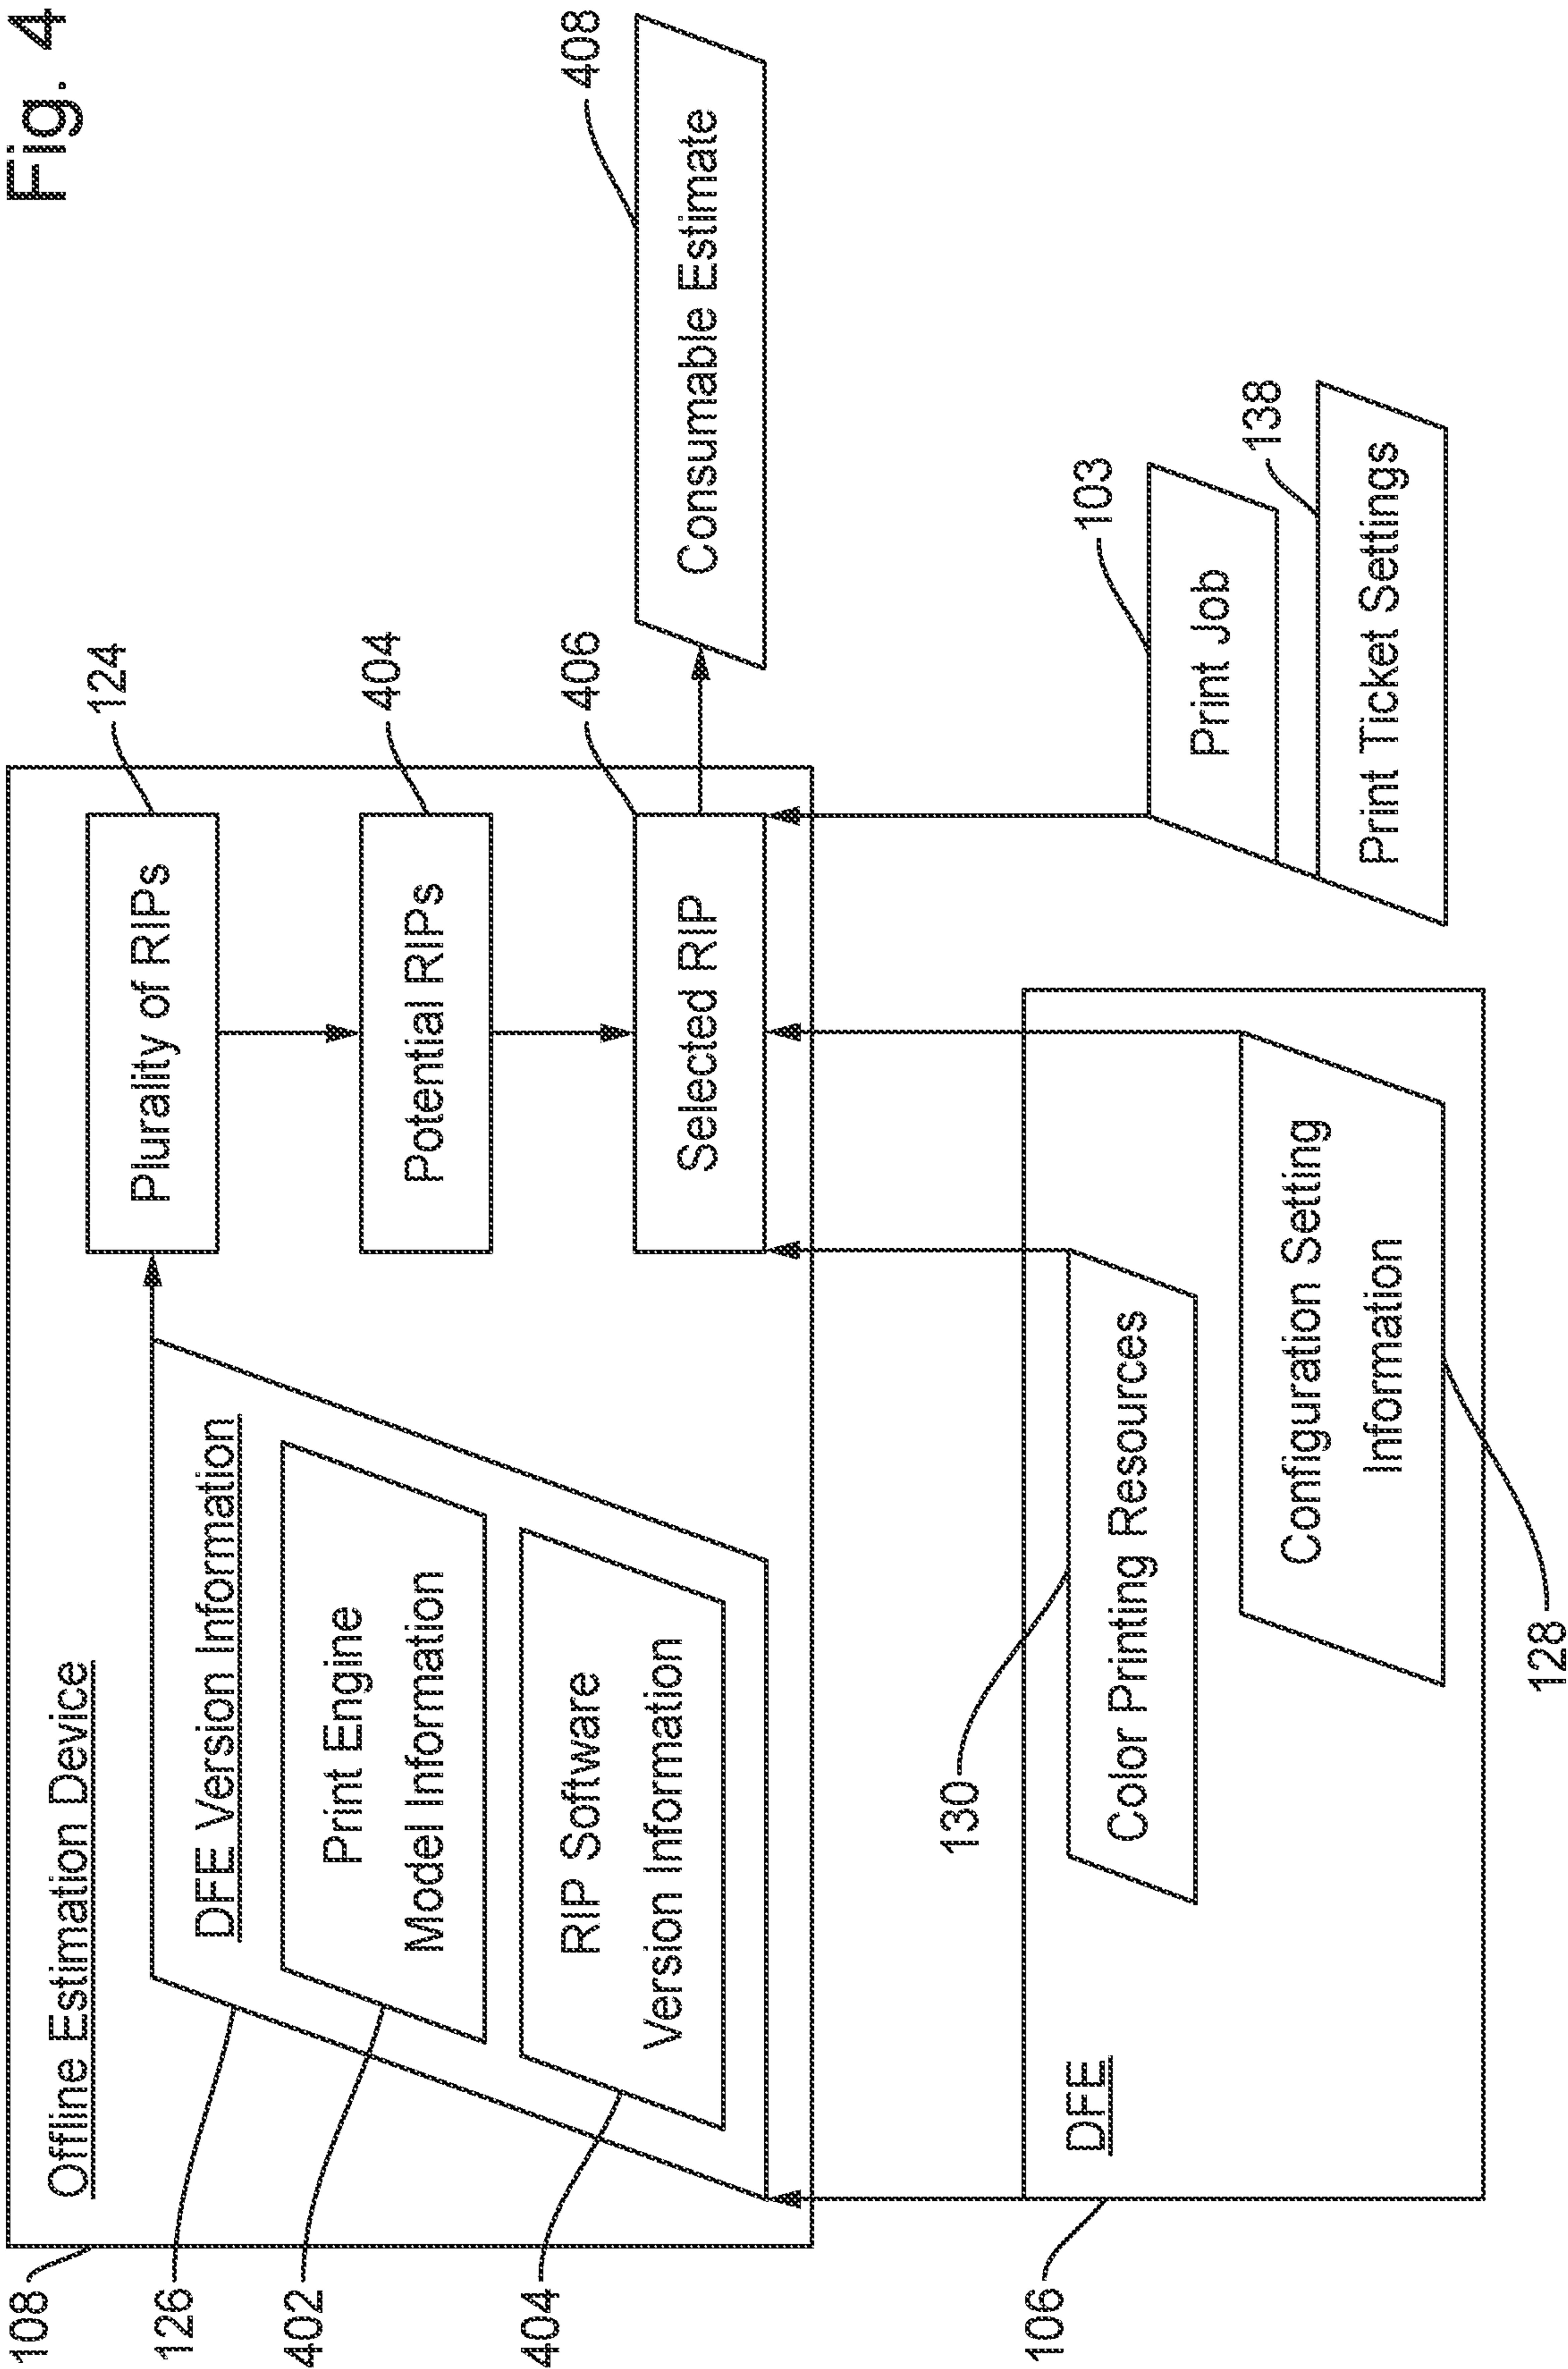 Fig. 4
108
Offline Estimation Device
126
DFE Version Information
402
Print Engine
Model Information
404
RIP Software
Version Information
Plurality of RIPs
124
Potential RIPs
404
Selected RIP
406
Consumable Estimate
408
106
DFE
130
Color Printing Resources
Configuration Setting
Information
128
Print Job
103
Print Ticket Settings
138